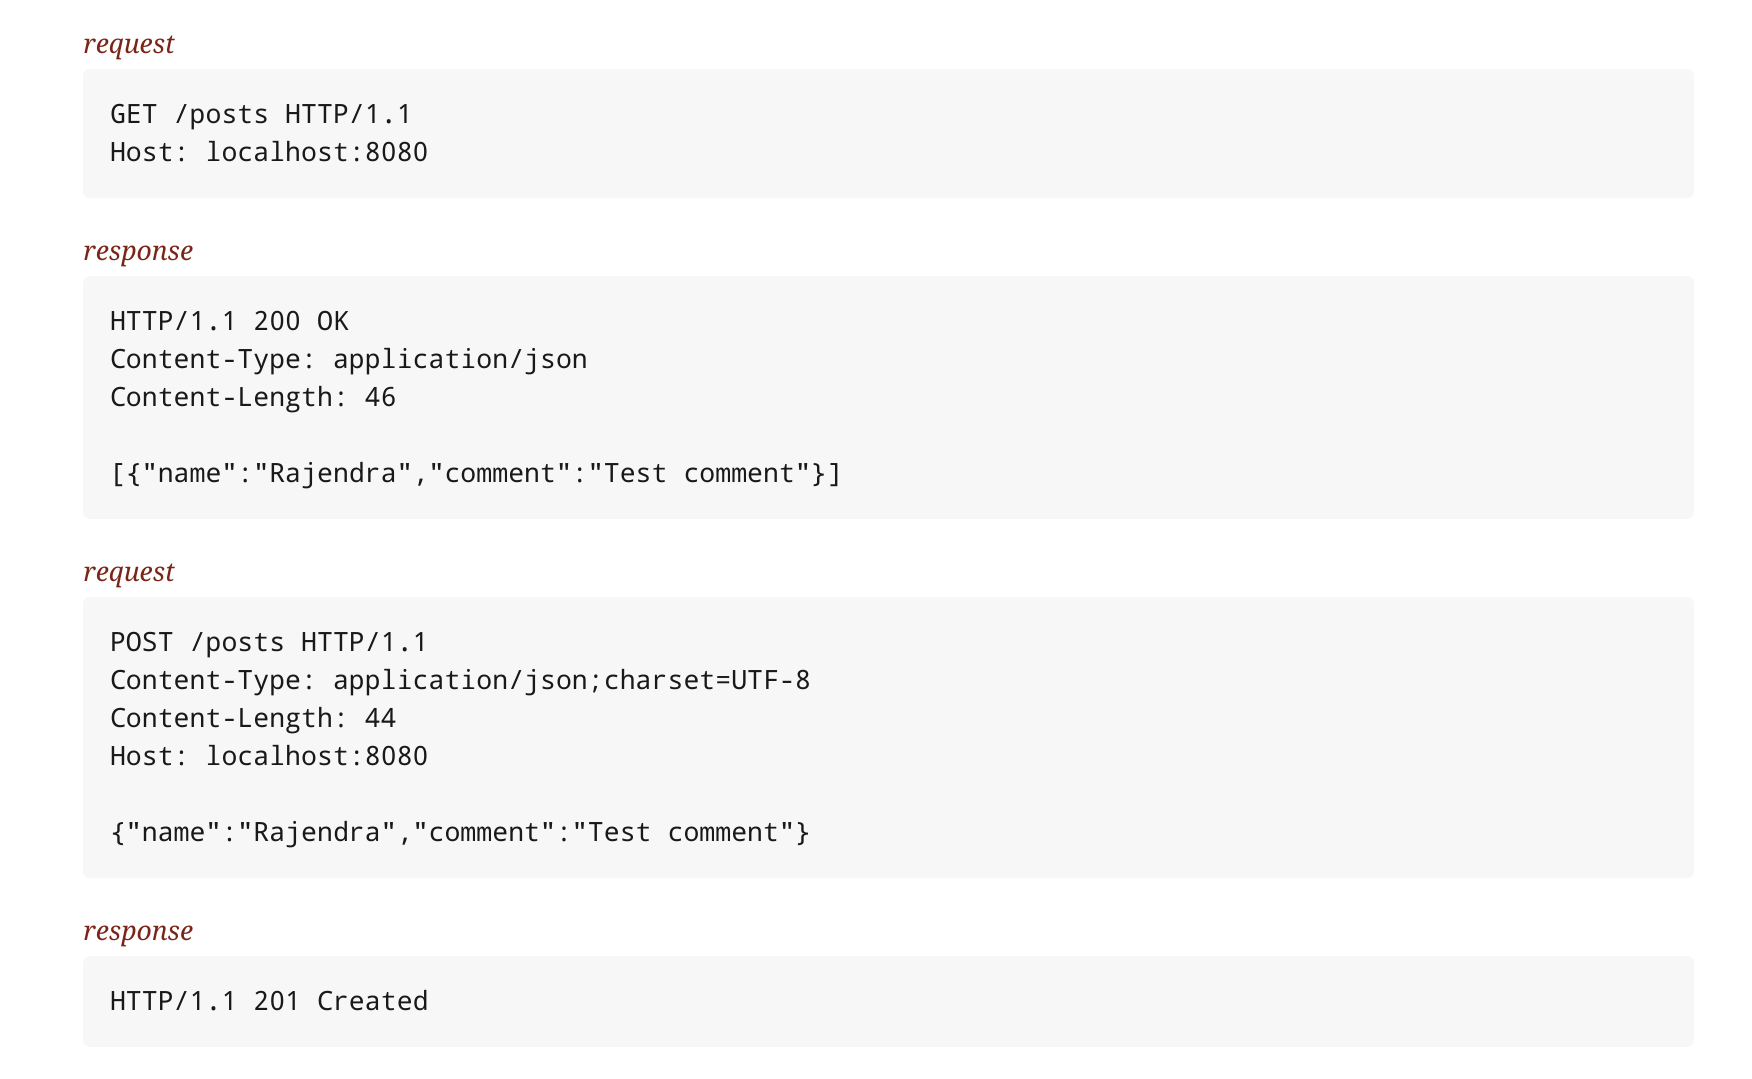 request
GET /posts HTTP/1.1
Host: localhost:8080
response
HTTP/1.1 200 OK
Content-Type: application/json
Content-Length: 46
[{"name":"Rajendra","comment":"Test comment"}]
request
POST /posts HTTP/1.1
Content-Type: application/json;charset=UTF-8
Content-Length: 44
Host: localhost:8080
{"name":"Rajendra","comment":"Test comment"}
response
HTTP/1.1 201 Created